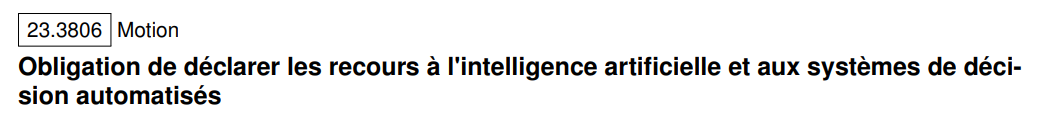 23.3806 Motion
Obligation de déclarer les recours à l'intelligence artificielle et aux systèmes de déci-
sion automatisés